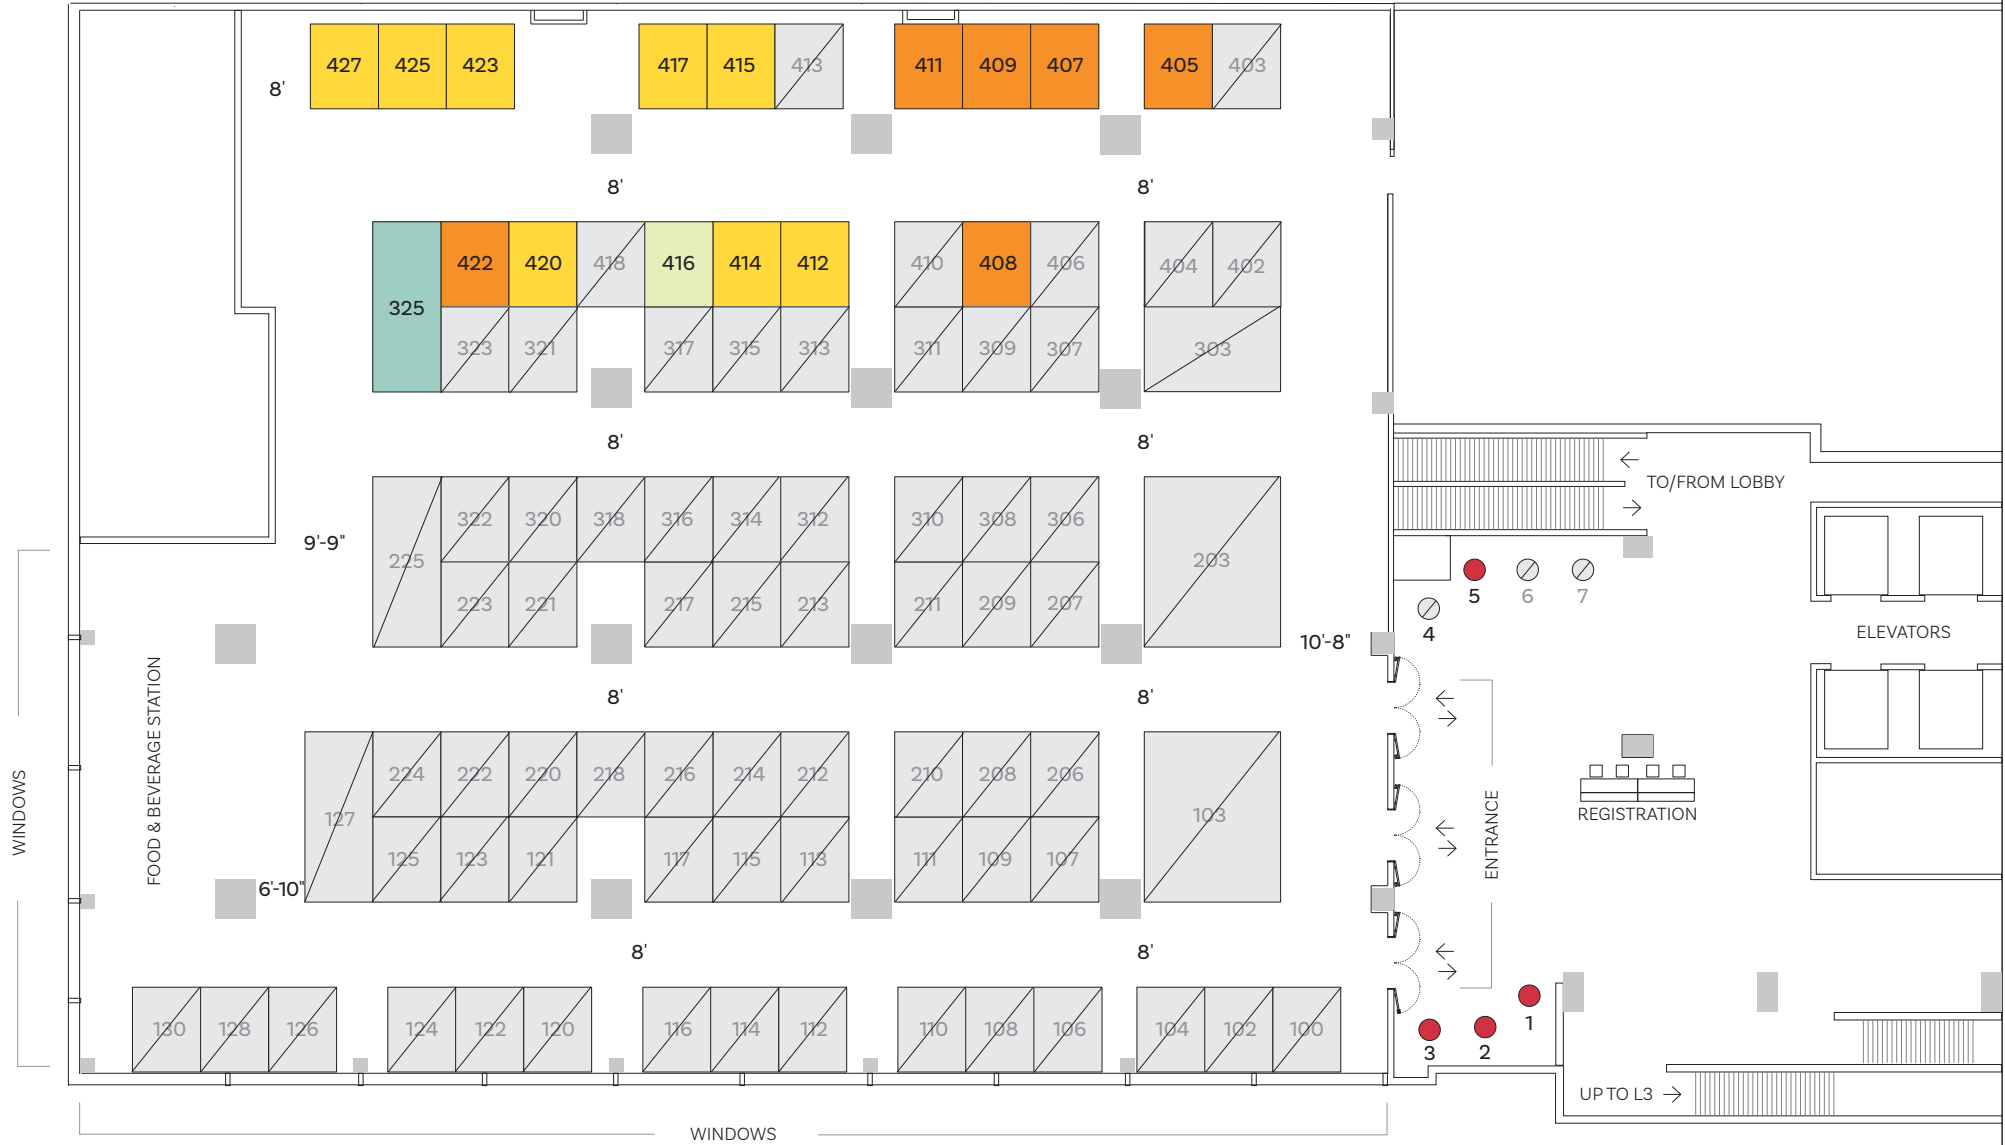 427 425 423 417 415 413 411 409 407 405 403
8'
8' 8'
422 420 418 416 414 412 410 408 406 404 402
325
323 321 317 315 313 311 309 307 303
8' 8'
TO/FROM LOBBY
322 320 318 316 314 312 310 308 306
9'-9"
225 203
223 221 217 215 213 211 209 207
5 6 7
4
10'-8"
ELEVATORS
8' 8'
FOOD & BEVERAGE STATION
WINDOWS
224 222 220 218 216 214 212 210 208 206
127 103
125 123 121 117 115 113 111 109 107
REGISTRATION
ENTRANCE
6'-10"
8' 8'
130 128 126 124 122 120 116 114 112 110 108 106 104 102 100
1
3 2
UP TO L3
WINDOWS